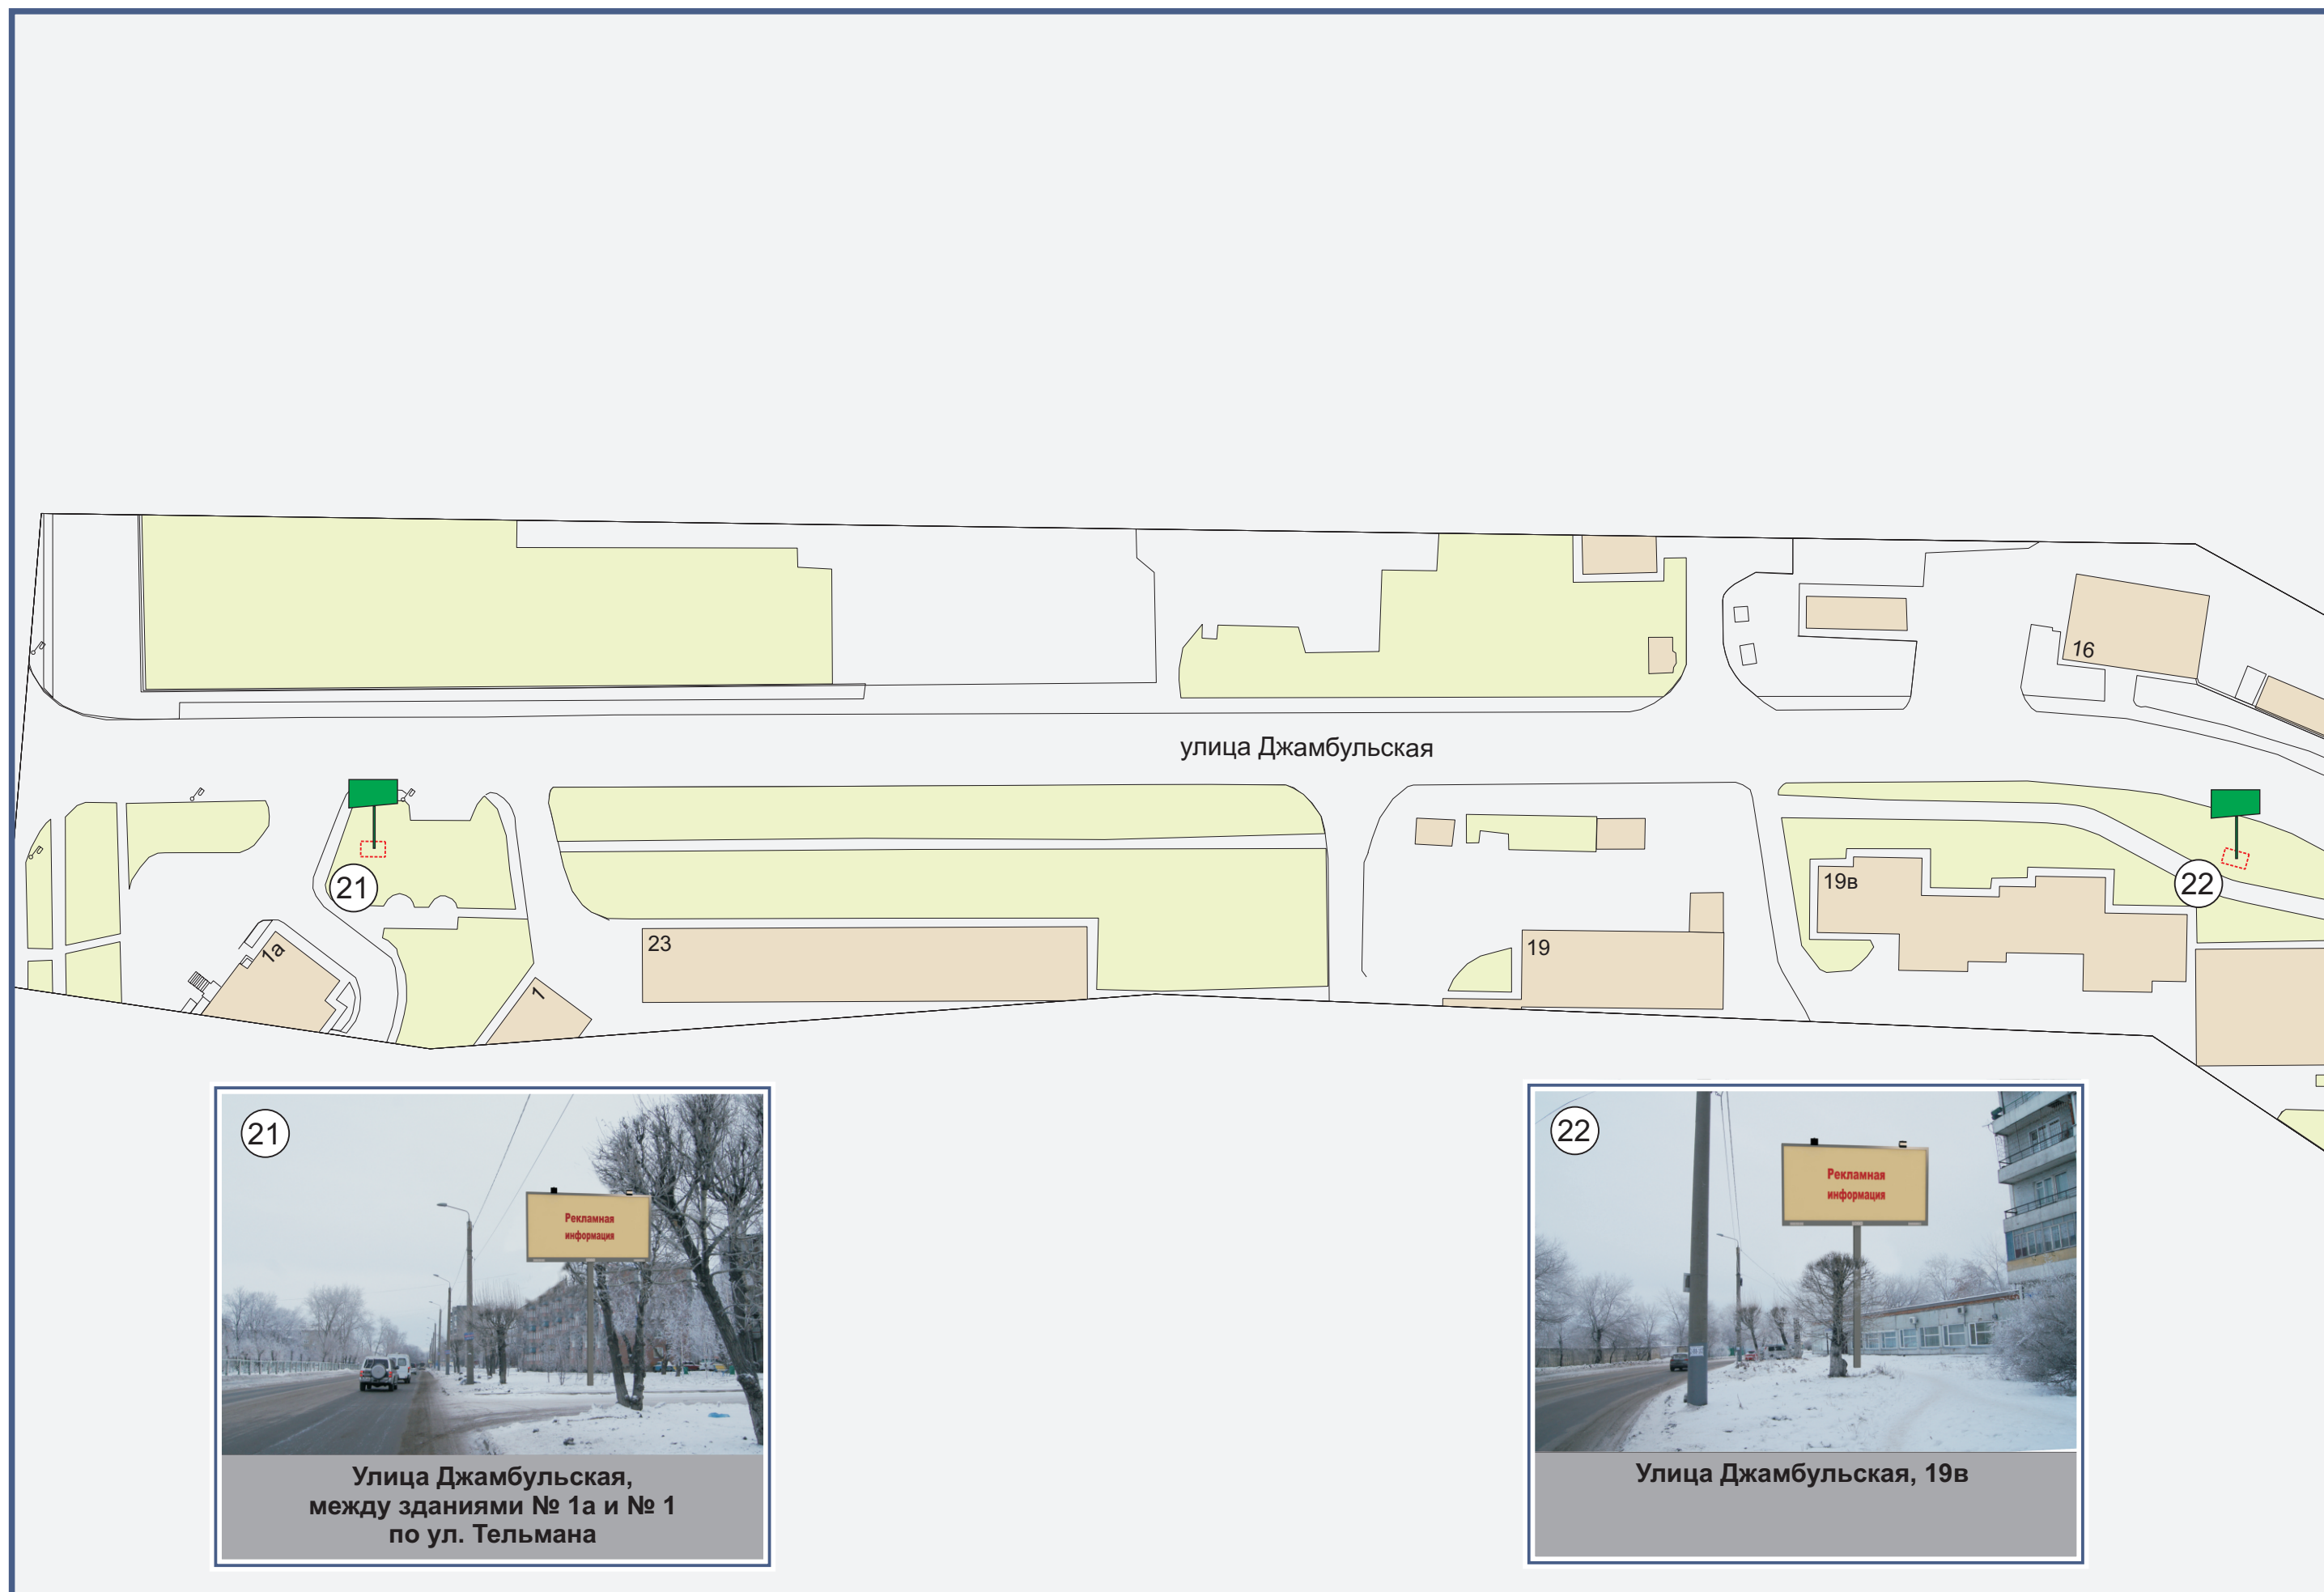 16
улица Джамбульская
21
22
19в
23
19
1а
1
21
Рекламная
информация
Улица Джамбульская,
между зданиями № 1а и № 1
по ул. Тельмана
22
Рекламная
информация
Улица Джамбульская, 19в